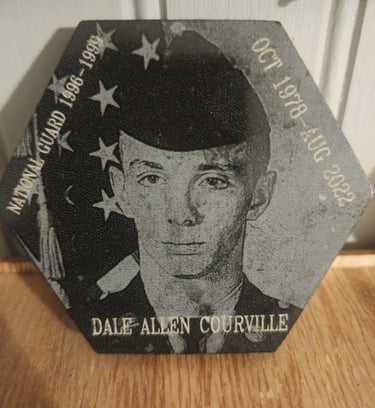 NATIONAL GUARD 1996-1999
OCT 1978-AUG 2022
DALE ALLEN COURVILLE